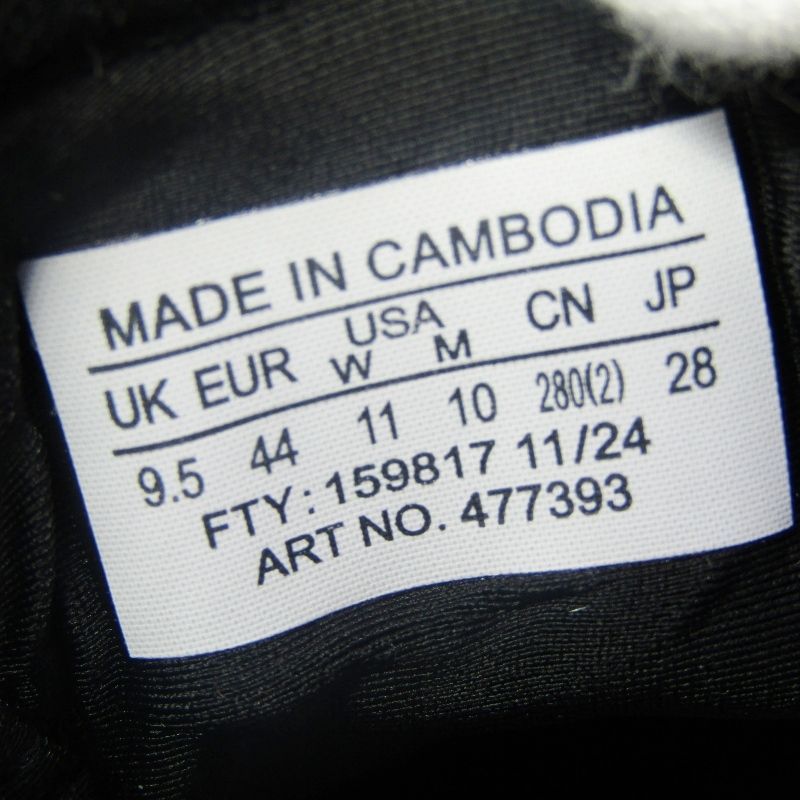 MADE IN CAMBODIA
UK EUR USA CN JP
W M
9.5 44 11 10 280(2) 28
FTY: 159817 11/24
ART NO. 477393